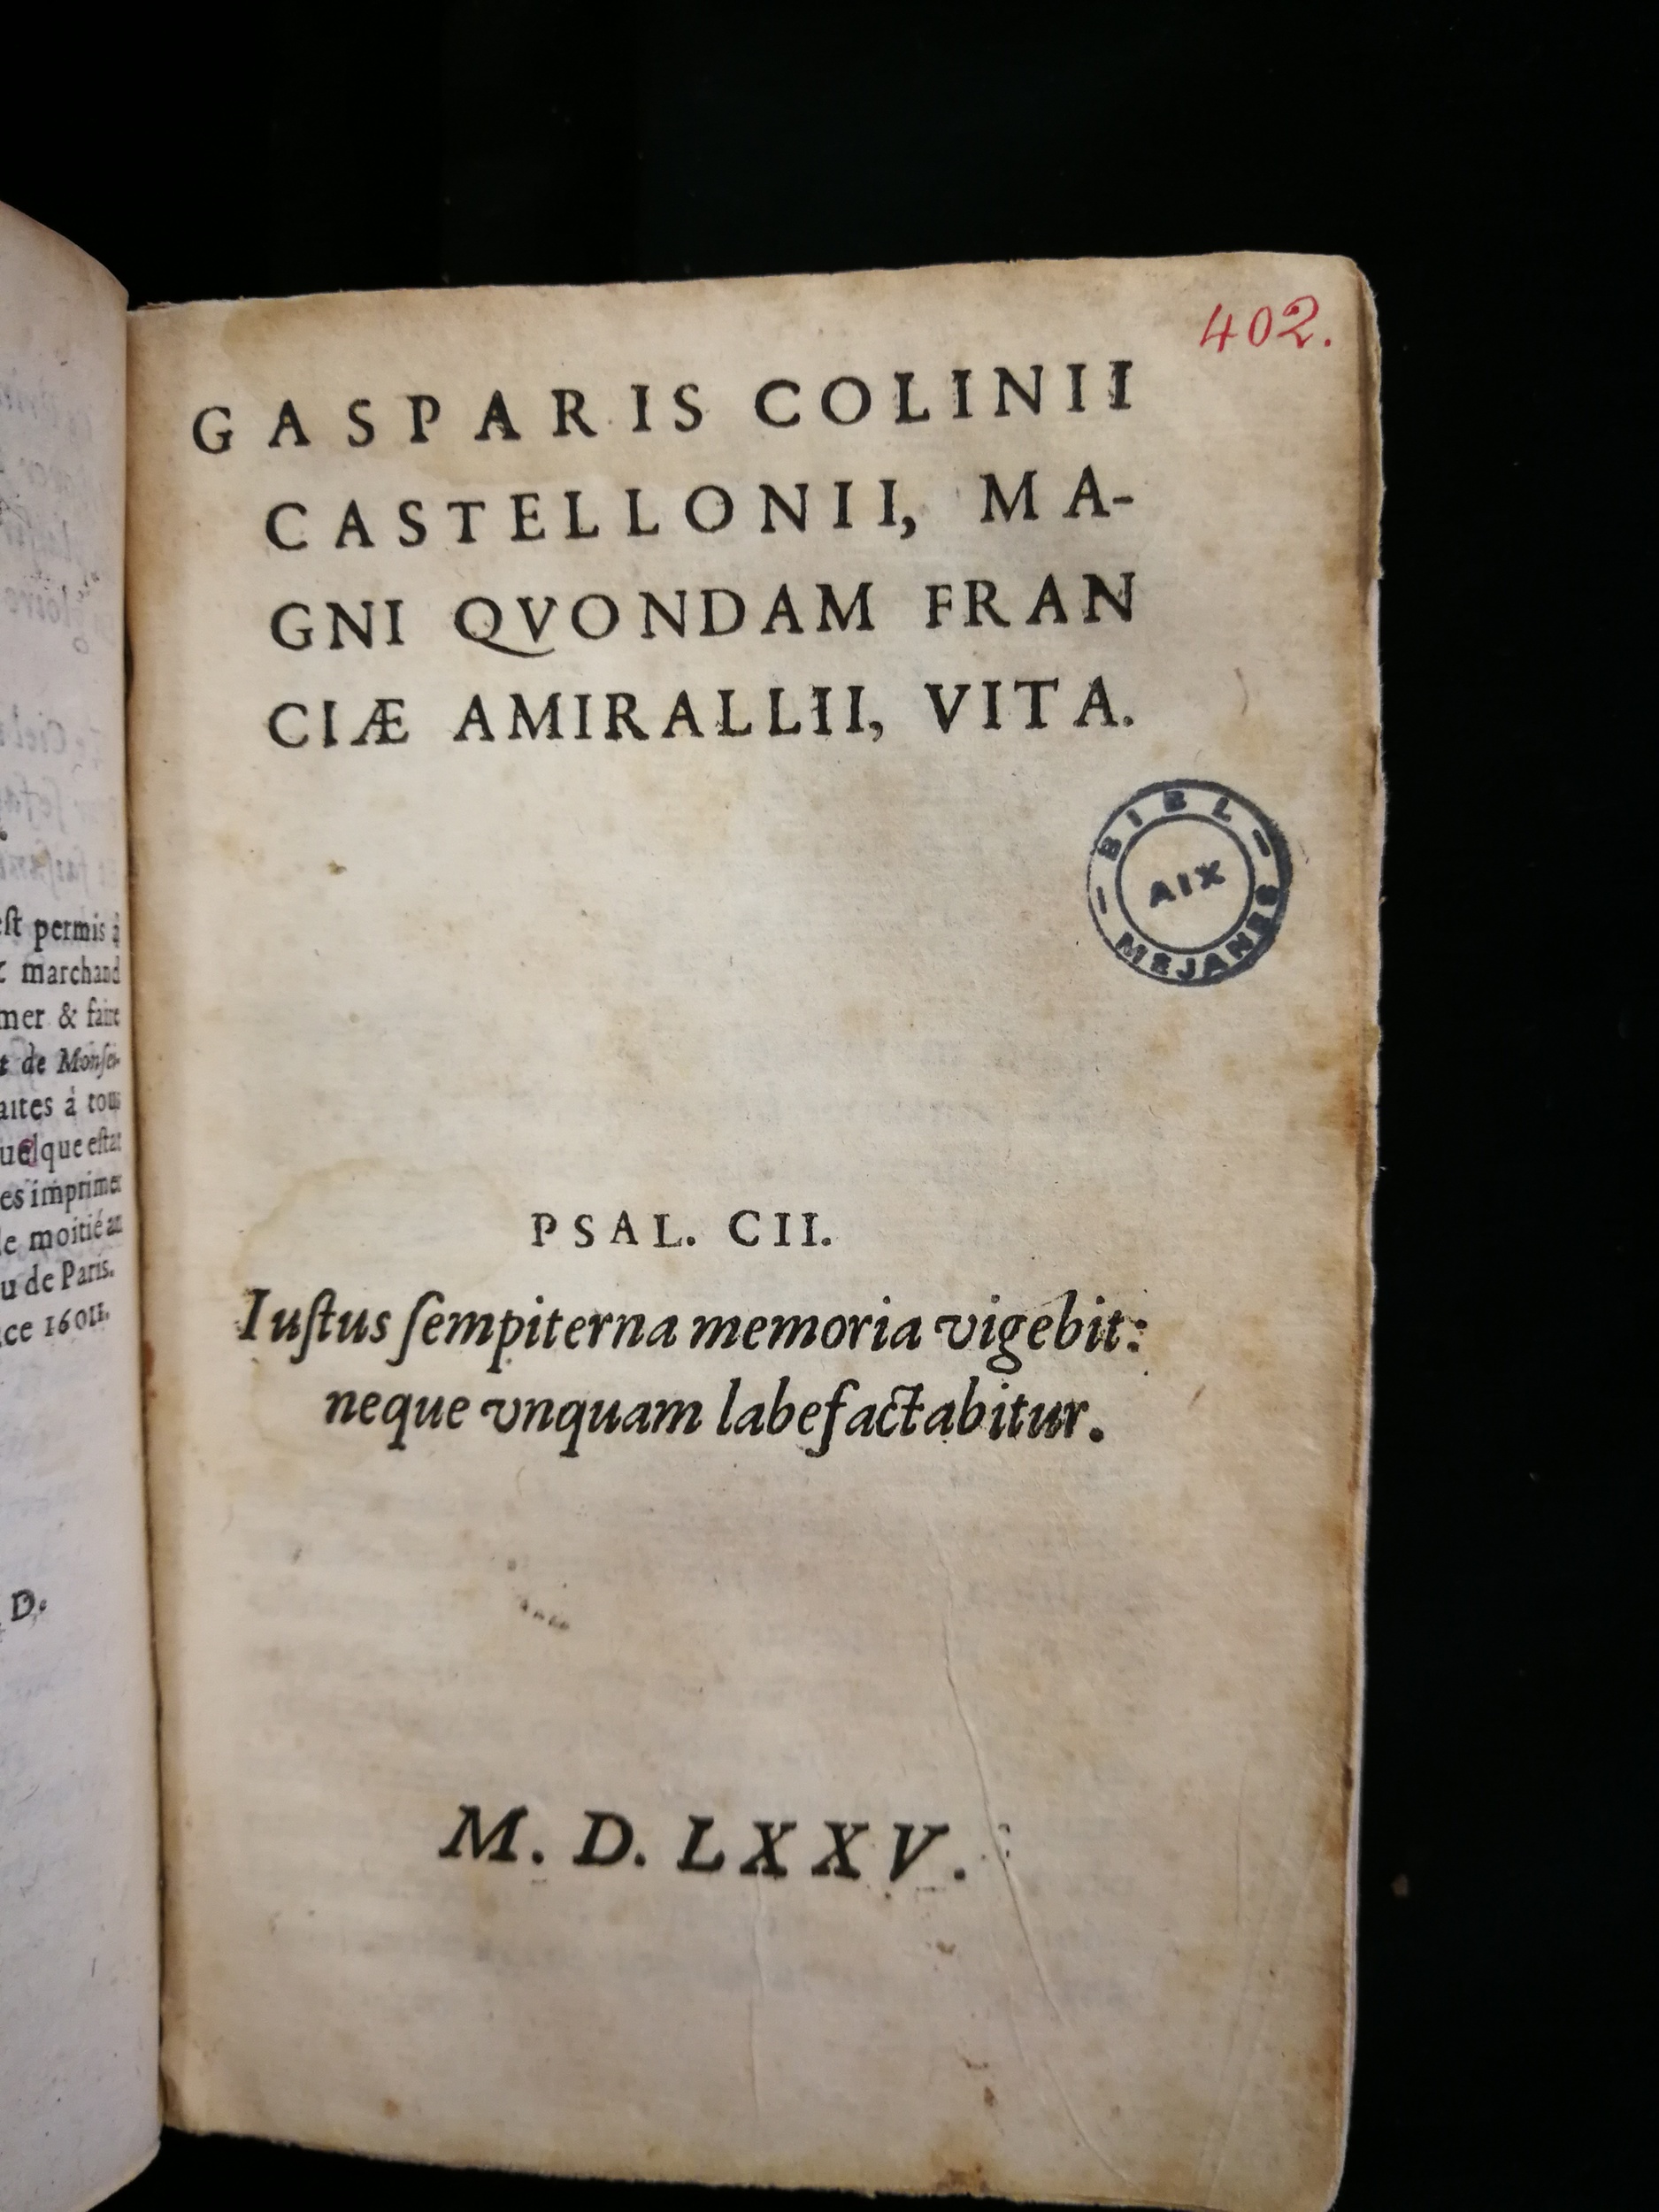 est permis à
marchand
mer & faire
de Monsei-
aites à tous
uelque estat
es imprimer
moitié au
u de Paris.
ce 1601.
D.
402.
GASPARIS COLINII
CASTELLONII, MA-
GNI QVONDAM FRAN
CIÆ AMIRALLII, VITA.
BIBL
AIX
MEJANES
PSAL. CII.
Iuſtus ſempiterna memoria vigebit:
neque vnquam labefactabitur.
M. D. LXXV.